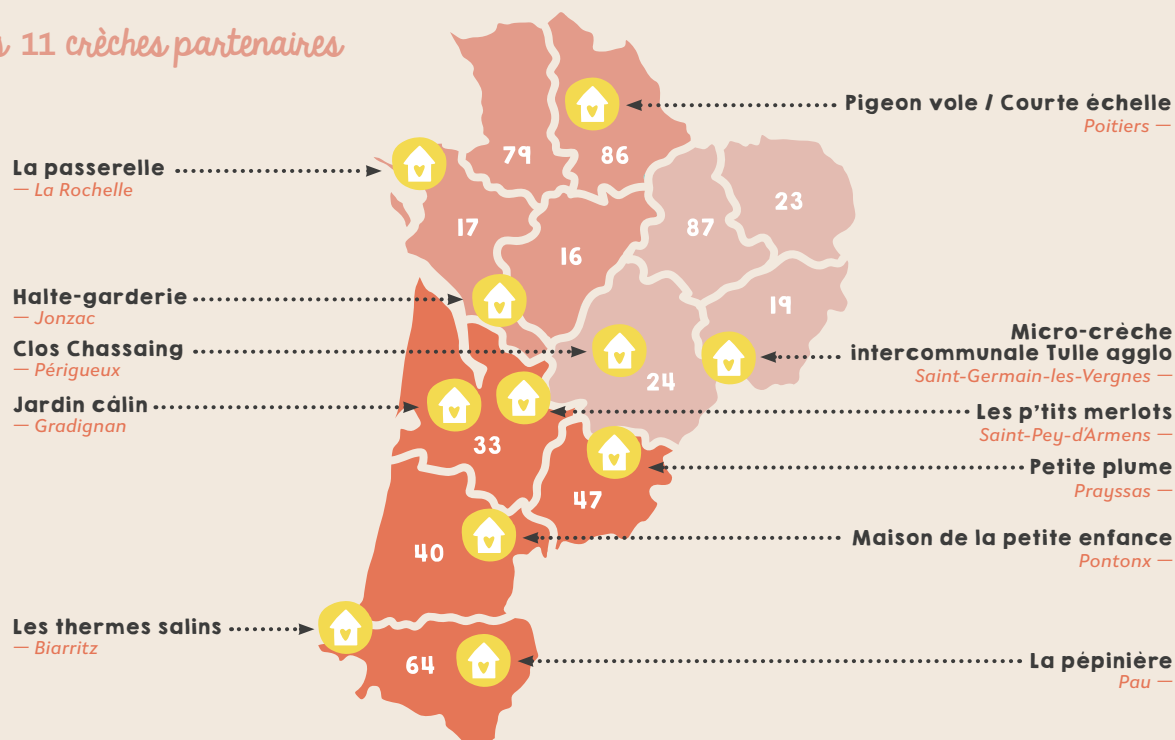 11 crèches partenaires
Pigeon vole / Courte échelle
Poitiers —
La passerelle
— La Rochelle
79
86
23
87
17
16
19
Halte-garderie
— Jonzac
Clos Chassaing
— Périgueux
Micro-crèche
intercommunale Tulle agglo
Saint-Germain-les-Vergnes —
24
Jardin câlin
— Gradignan
Les p'tits merlots
Saint-Pey-d'Armens —
33
Petite plume
Prayssas —
47
Maison de la petite enfance
Pontonx —
40
Les thermes salins
— Biarritz
64
La pépinière
Pau —